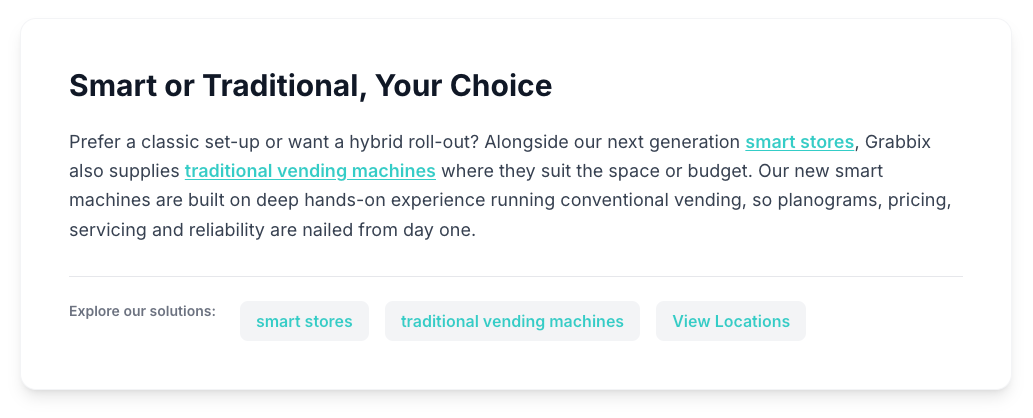 Smart or Traditional, Your Choice
Prefer a classic set-up or want a hybrid roll-out? Alongside our next generation smart stores, Grabbix
also supplies traditional vending machines where they suit the space or budget. Our new smart
machines are built on deep hands-on experience running conventional vending, so planograms, pricing,
servicing and reliability are nailed from day one.
Explore our solutions: smart stores traditional vending machines View Locations